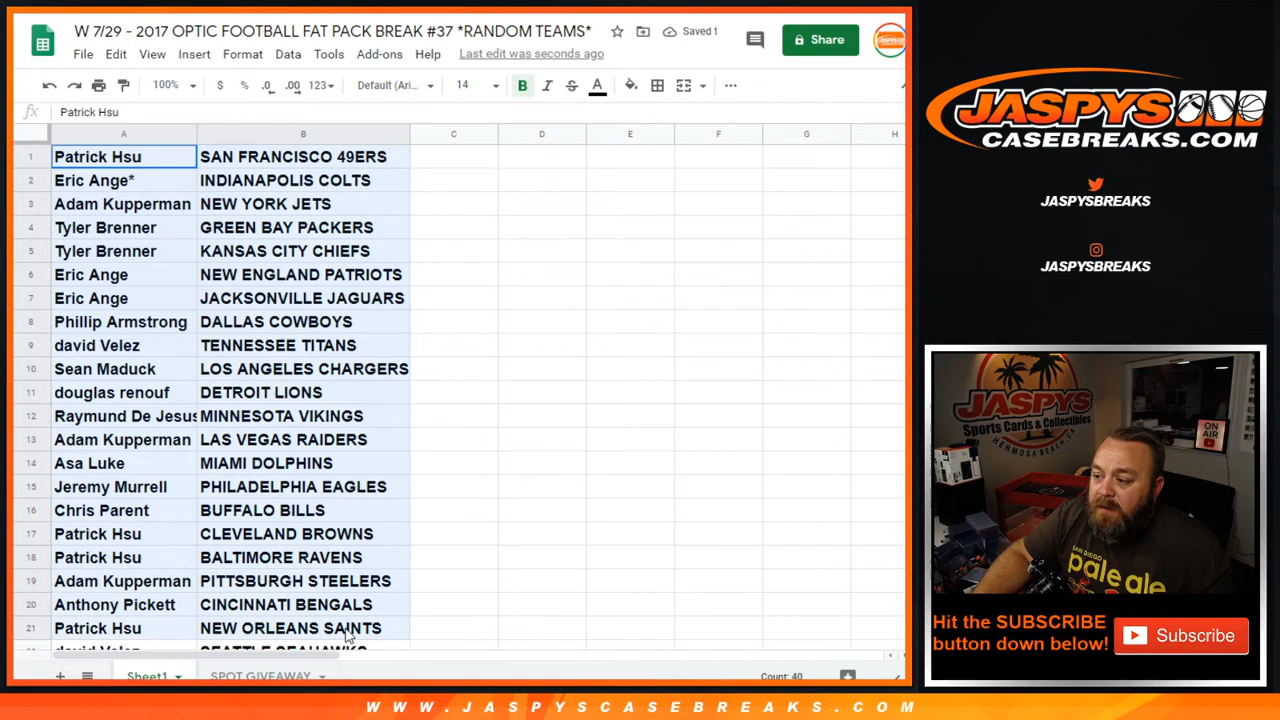 W 7/29 - 2017 OPTIC FOOTBALL FAT PACK BREAK #37 *RANDOM TEAMS*
Saved t
File Edit View Insert Format Data Tools Add-ons Help Last edit was seconds ago
Share
100% $ % .0 .00 123 Default (Ari... 14 B I S A
fx Patrick Hsu
A B C D E F G H
1 Patrick Hsu SAN FRANCISCO 49ERS
2 Eric Ange* INDIANAPOLIS COLTS
3 Adam Kupperman NEW YORK JETS
4 Tyler Brenner GREEN BAY PACKERS
5 Tyler Brenner KANSAS CITY CHIEFS
6 Eric Ange NEW ENGLAND PATRIOTS
7 Eric Ange JACKSONVILLE JAGUARS
8 Phillip Armstrong DALLAS COWBOYS
9 david Velez TENNESSEE TITANS
10 Sean Maduck LOS ANGELES CHARGERS
11 douglas renouf DETROIT LIONS
12 Raymund De Jesus MINNESOTA VIKINGS
13 Adam Kupperman LAS VEGAS RAIDERS
14 Asa Luke MIAMI DOLPHINS
15 Jeremy Murrell PHILADELPHIA EAGLES
16 Chris Parent BUFFALO BILLS
17 Patrick Hsu CLEVELAND BROWNS
18 Patrick Hsu BALTIMORE RAVENS
19 Adam Kupperman PITTSBURGH STEELERS
20 Anthony Pickett CINCINNATI BENGALS
21 Patrick Hsu NEW ORLEANS SAINTS
david Velez SEATTLE SEAHAWKS
Sheet1 SPOT GIVEAWAY Count: 40
JASPYS
CASEBREAKS.COM
JASPYSBREAKS
JASPYSBREAKS
JASPYS
Sports Cards & Collectibles
HERMOSA BEACH, CA
ON AIR
SAN DIEGO
pale ale
Hit the SUBSCRIBE
button down below!
Subscribe
WWW.JASPYSCASEBREAKS.COM